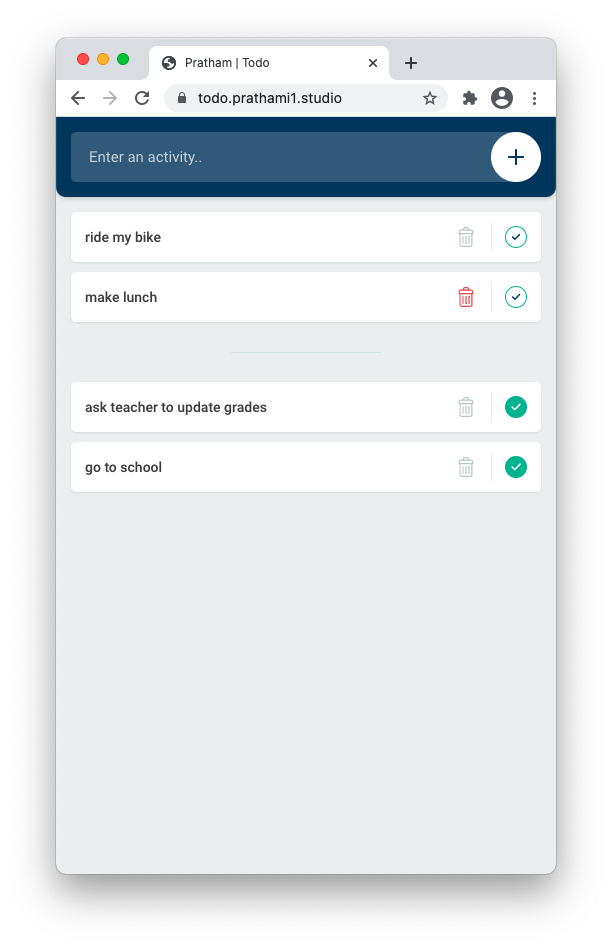 Pratham | Todo
todo.prathami1.studio
Enter an activity..
ride my bike
make lunch
ask teacher to update grades
go to school